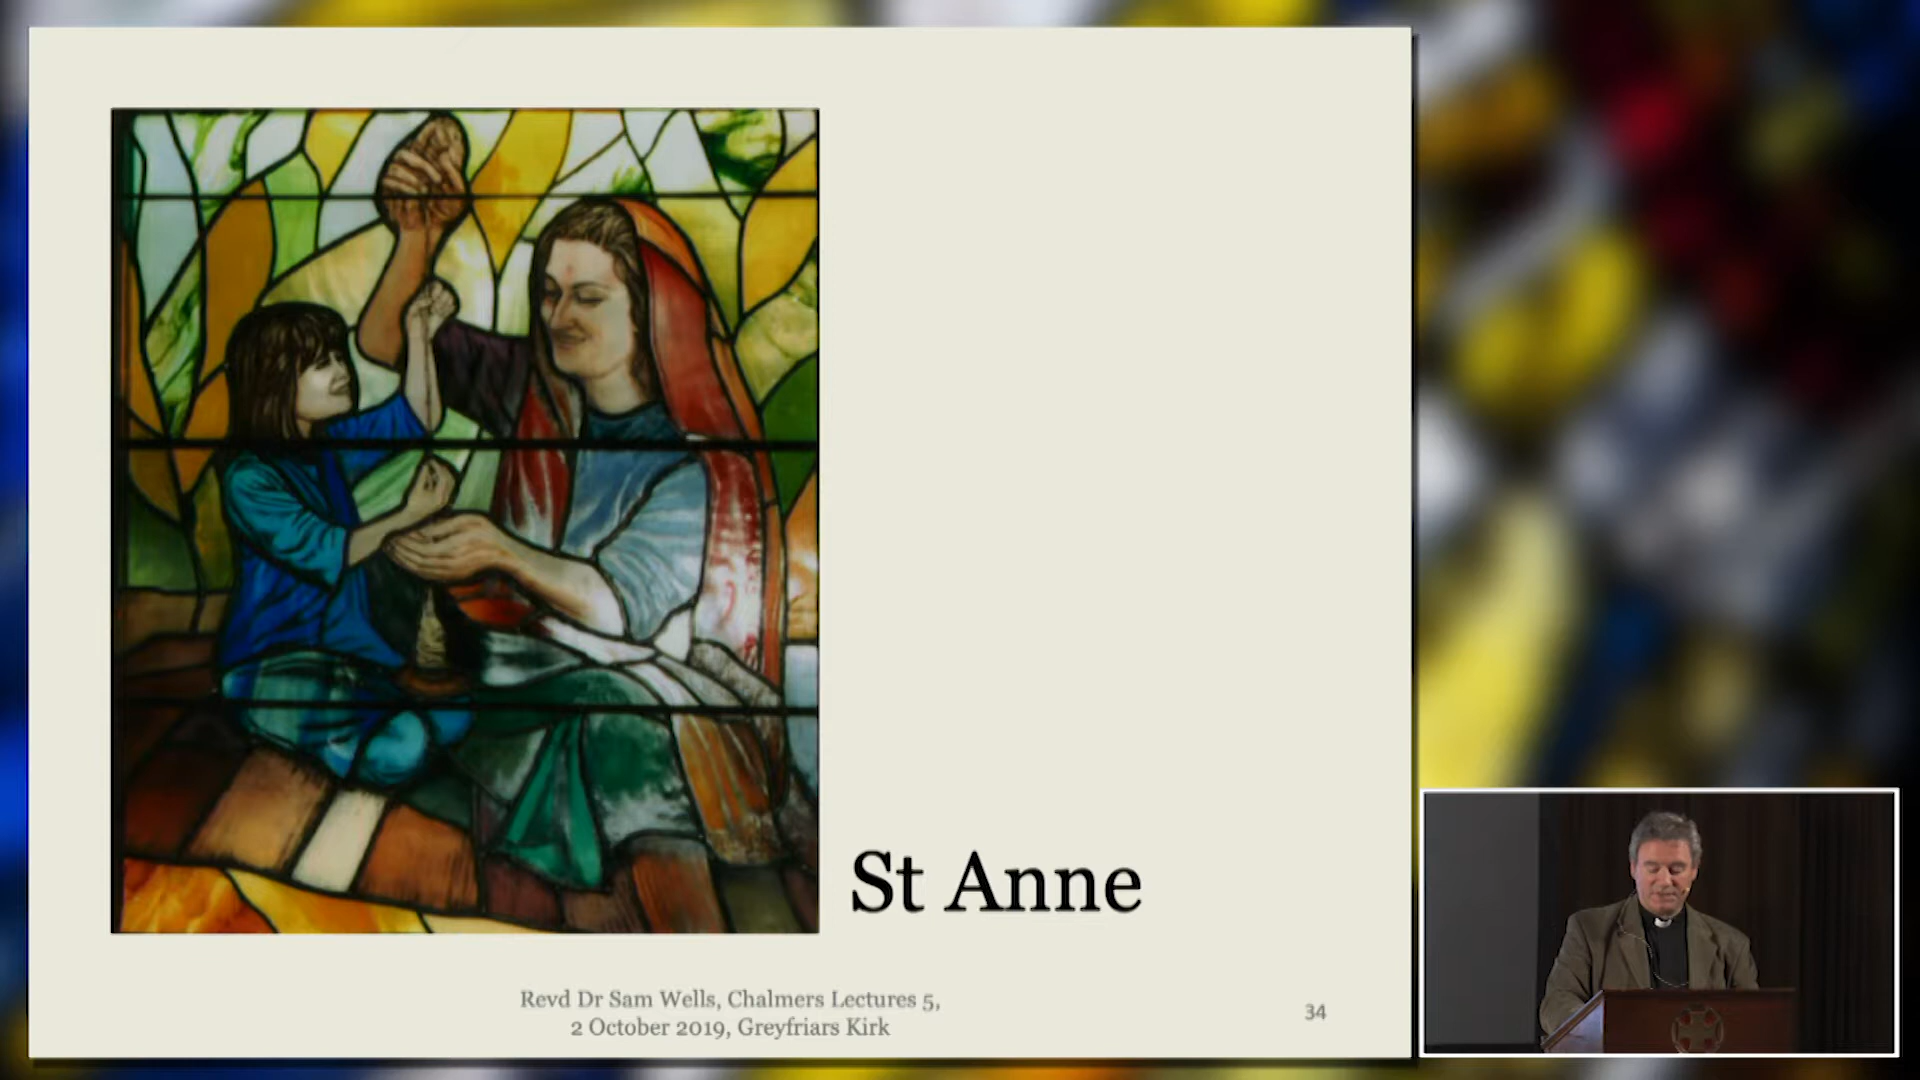 St Anne
Revd Dr Sam Wells, Chalmers Lectures 5,
2 October 2019, Greyfriars Kirk
34